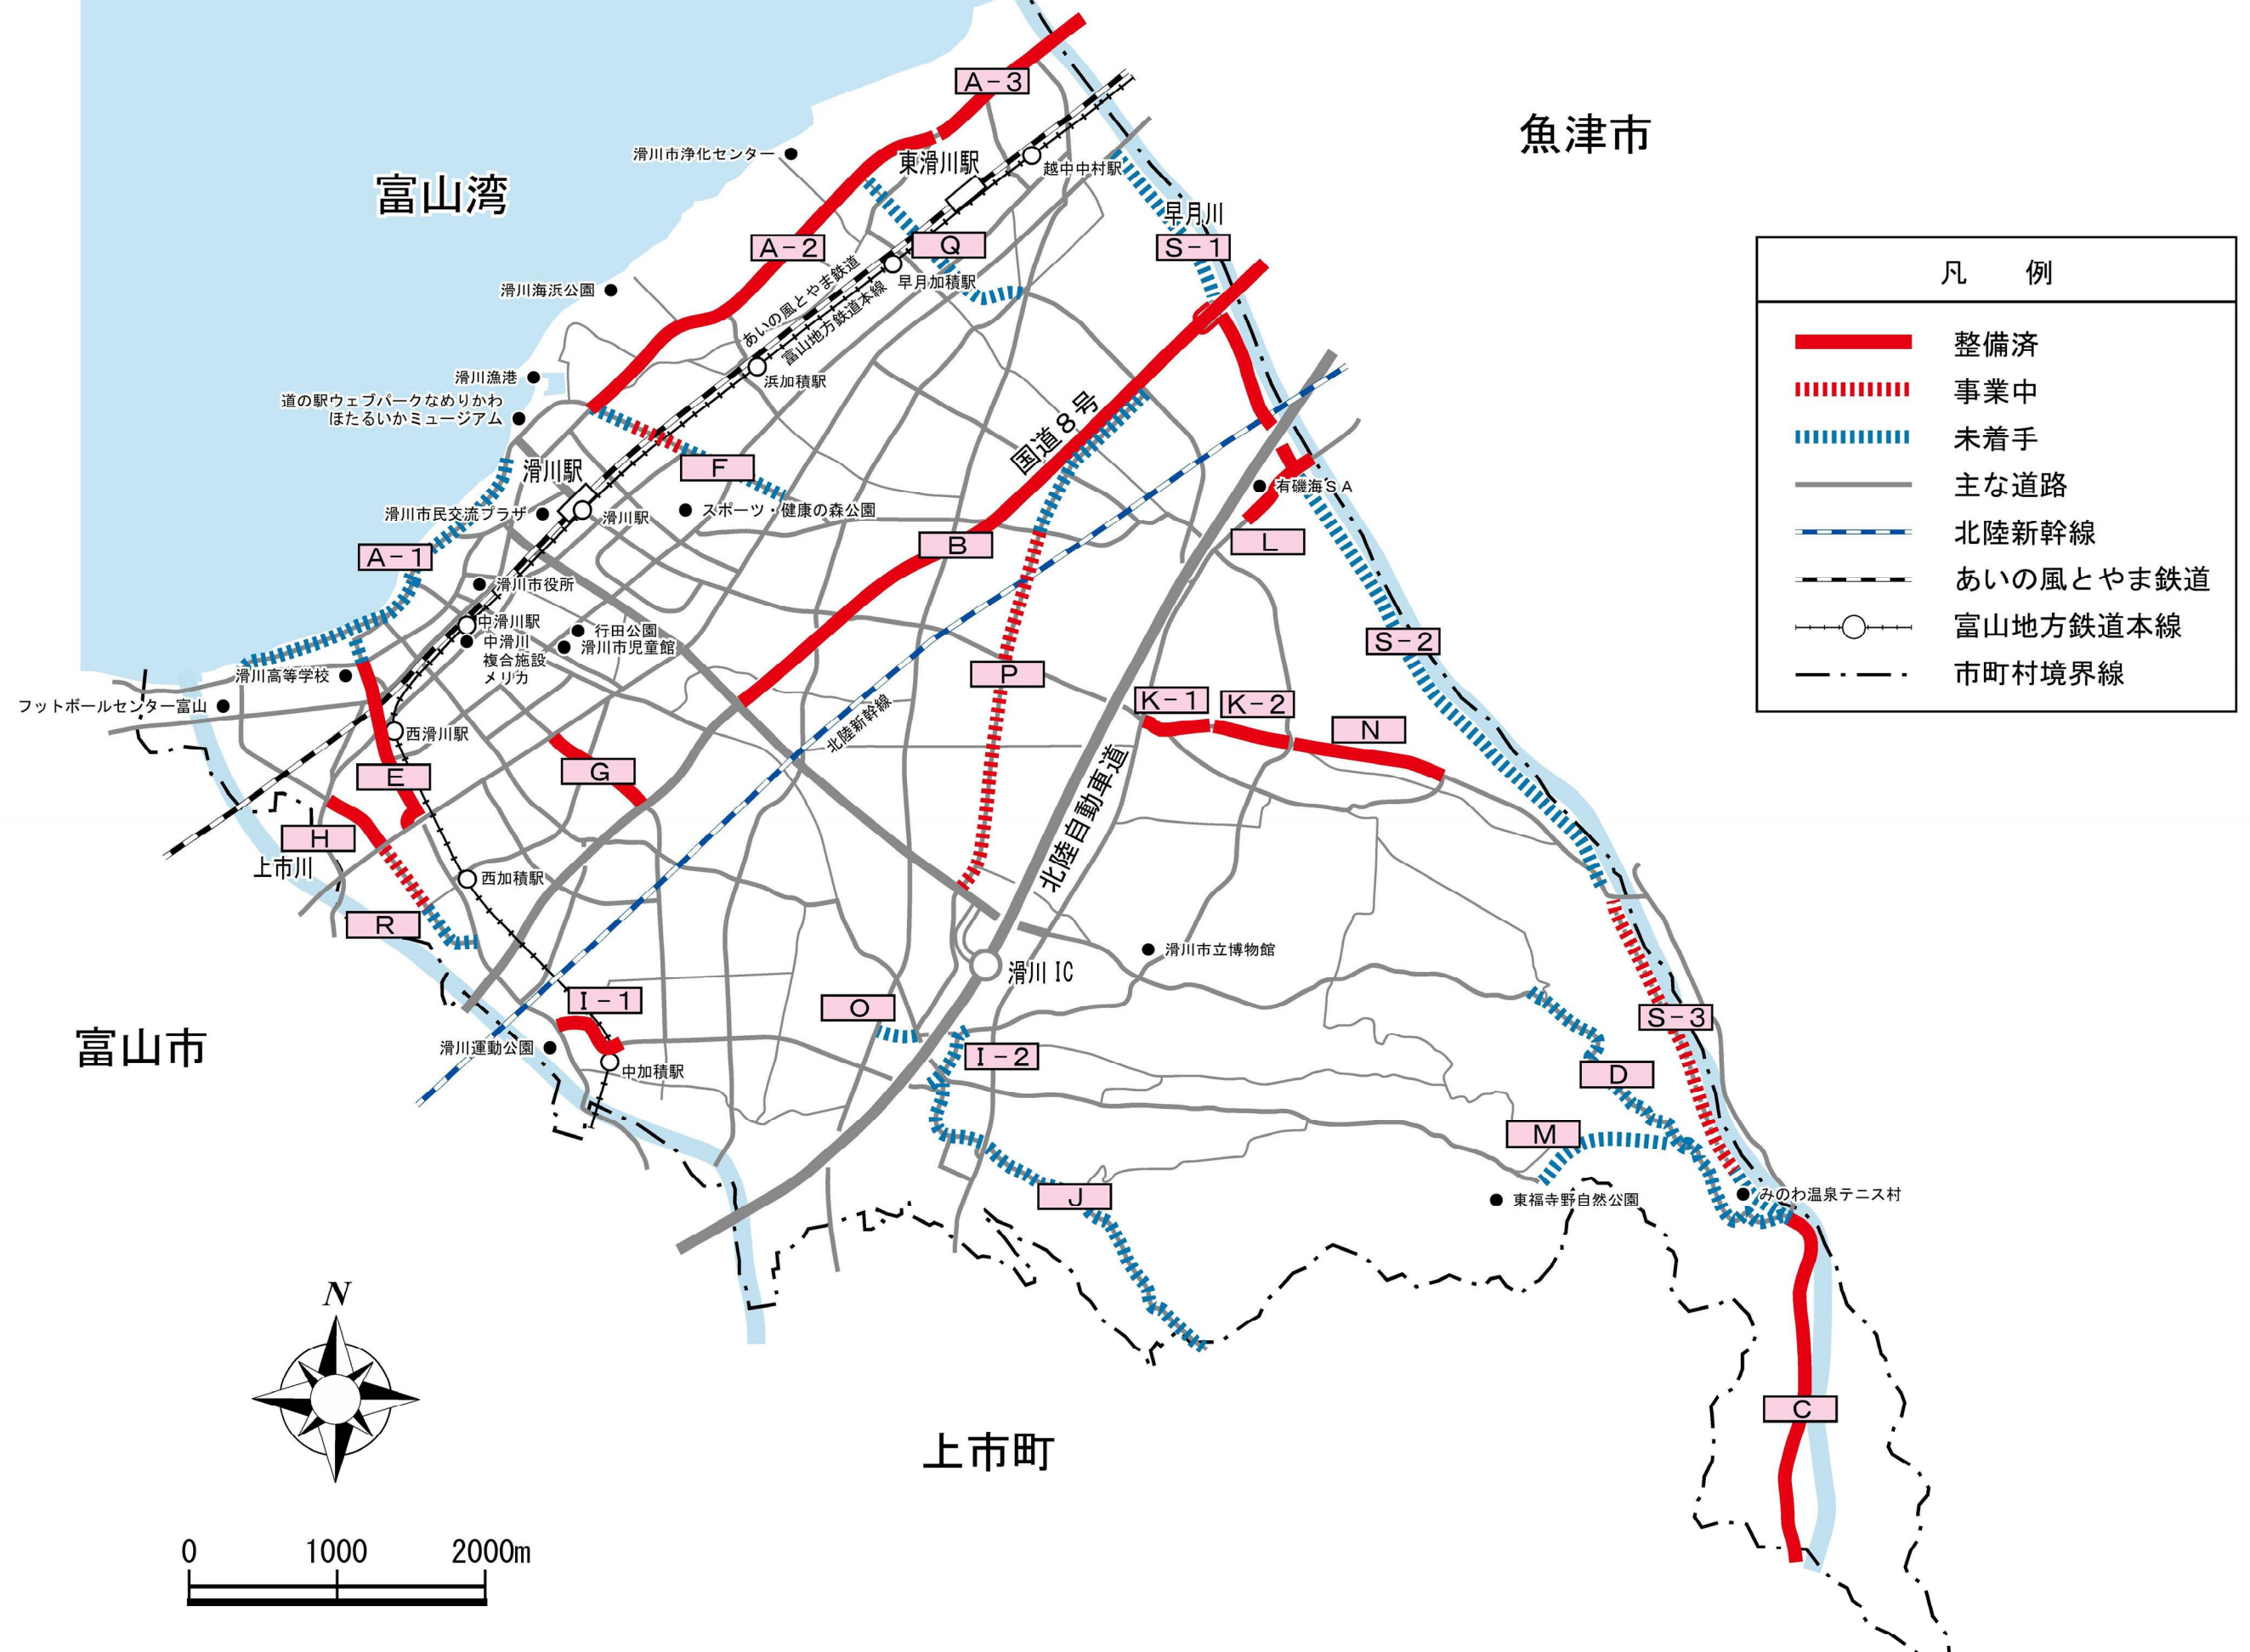 富山湾
魚津市
富山市
上市町
A-3
滑川市浄化センター
東滑川駅
越中中村駅
早月川
A-2
Q
S-1
早月加積駅
あいの風とやま鉄道
富山地方鉄道本線
滑川海浜公園
浜加積駅
滑川漁港
道の駅ウェブパークなめりかわ
ほたるいかミュージアム
国道8号
滑川駅
F
有磯海SA
スポーツ・健康の森公園
滑川市民交流プラザ
滑川駅
A-1
B
L
滑川市役所
中滑川駅
行田公園
中滑川
複合施設
メリカ
滑川市児童館
S-2
滑川高等学校
P
フットボールセンター富山
K-1
K-2
N
西滑川駅
北陸新幹線
E
G
北陸自動車道
H
上市川
西加積駅
R
滑川市立博物館
滑川IC
I-1
O
S-3
滑川運動公園
I-2
中加積駅
D
M
J
東福寺野自然公園
みのわ温泉テニス村
C
凡 例
整備済
事業中
未着手
主な道路
北陸新幹線
あいの風とやま鉄道
富山地方鉄道本線
市町村境界線
N
0 1000 2000m